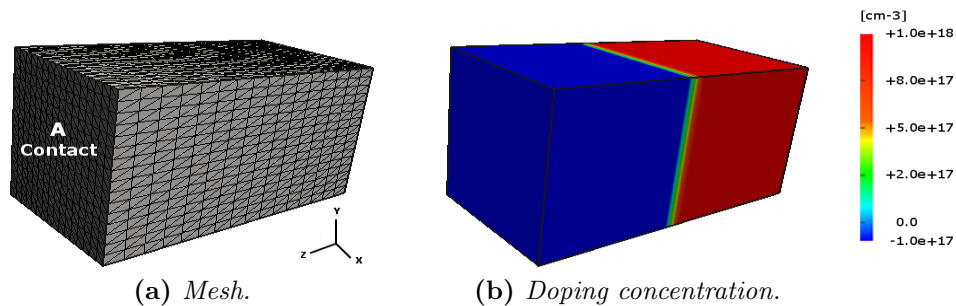 [cm-3]
+1.0e+18
+8.0e+17
+5.0e+17
+2.0e+17
0.0
-1.0e+17
A
Contact
Y
Z
X
(a) Mesh.
(b) Doping concentration.